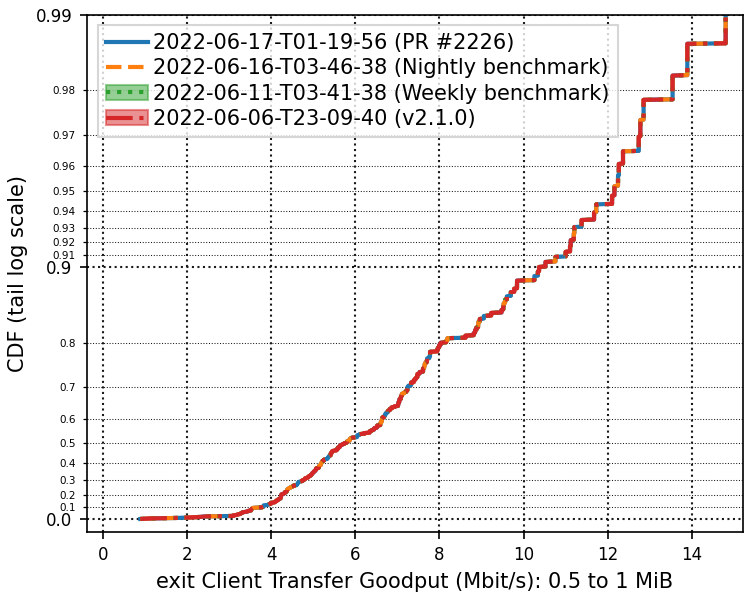 2022-06-17-T01-19-56 (PR #2226)
2022-06-16-T03-46-38 (Nightly benchmark)
2022-06-11-T03-41-38 (Weekly benchmark)
2022-06-06-T23-09-40 (v2.1.0)
CDF (tail log scale)
0.99
0.98
0.97
0.96
0.95
0.94
0.93
0.92
0.91
0.9
0.8
0.7
0.6
0.5
0.4
0.3
0.2
0.1
0.0
0 2 4 6 8 10 12 14
exit Client Transfer Goodput (Mbit/s): 0.5 to 1 MiB